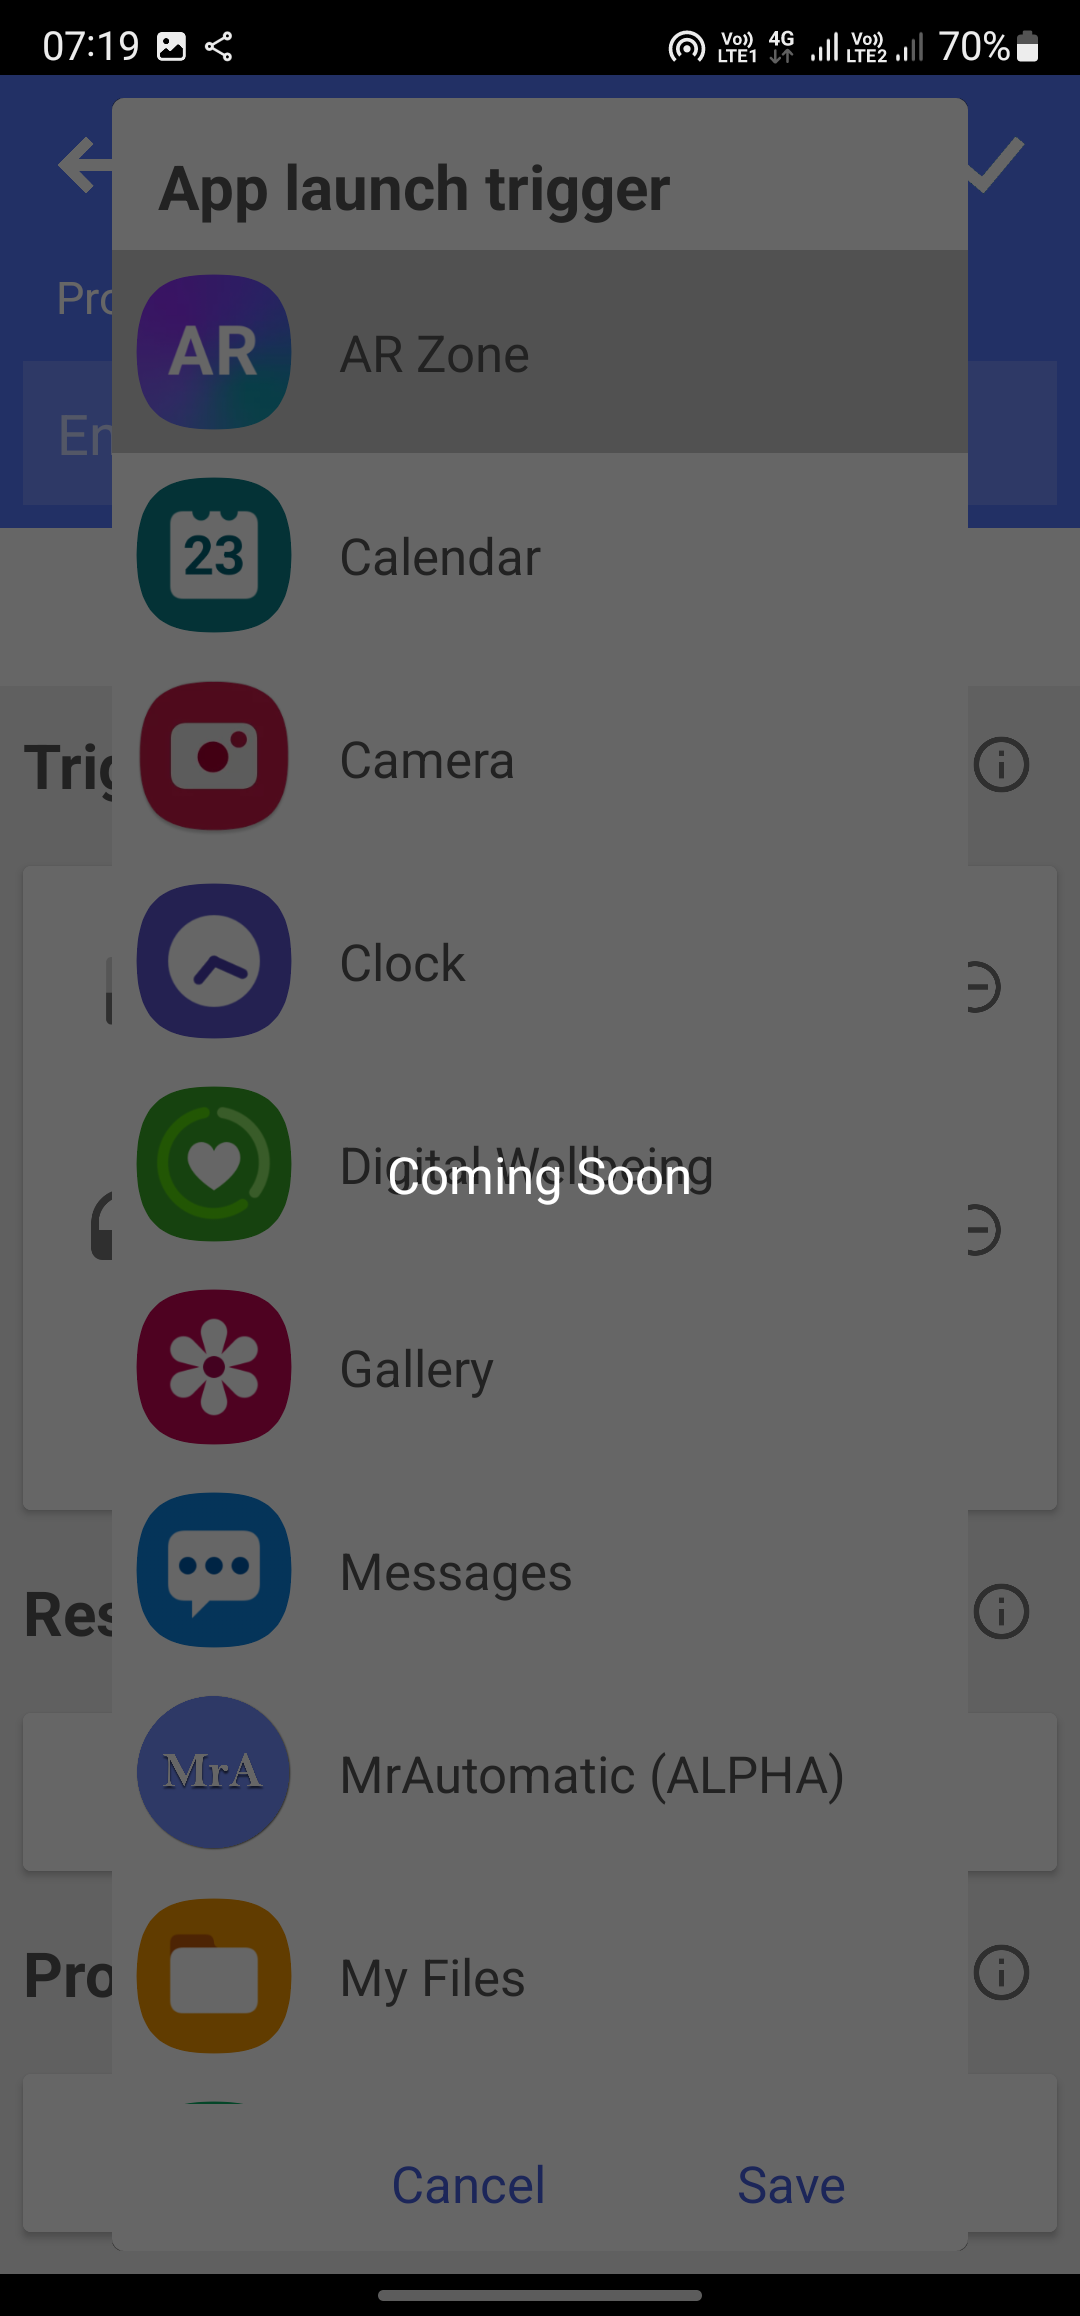 07:19 Vo)) LTE1 4G Vo)) LTE2 70%
App launch trigger
Pro
AR AR Zone
En
23 Calendar
Camera
Trig
Clock
Digital Wellbeing
Coming Soon
Gallery
Messages
Res
MrA MrAutomatic (ALPHA)
My Files
Pro
Cancel Save